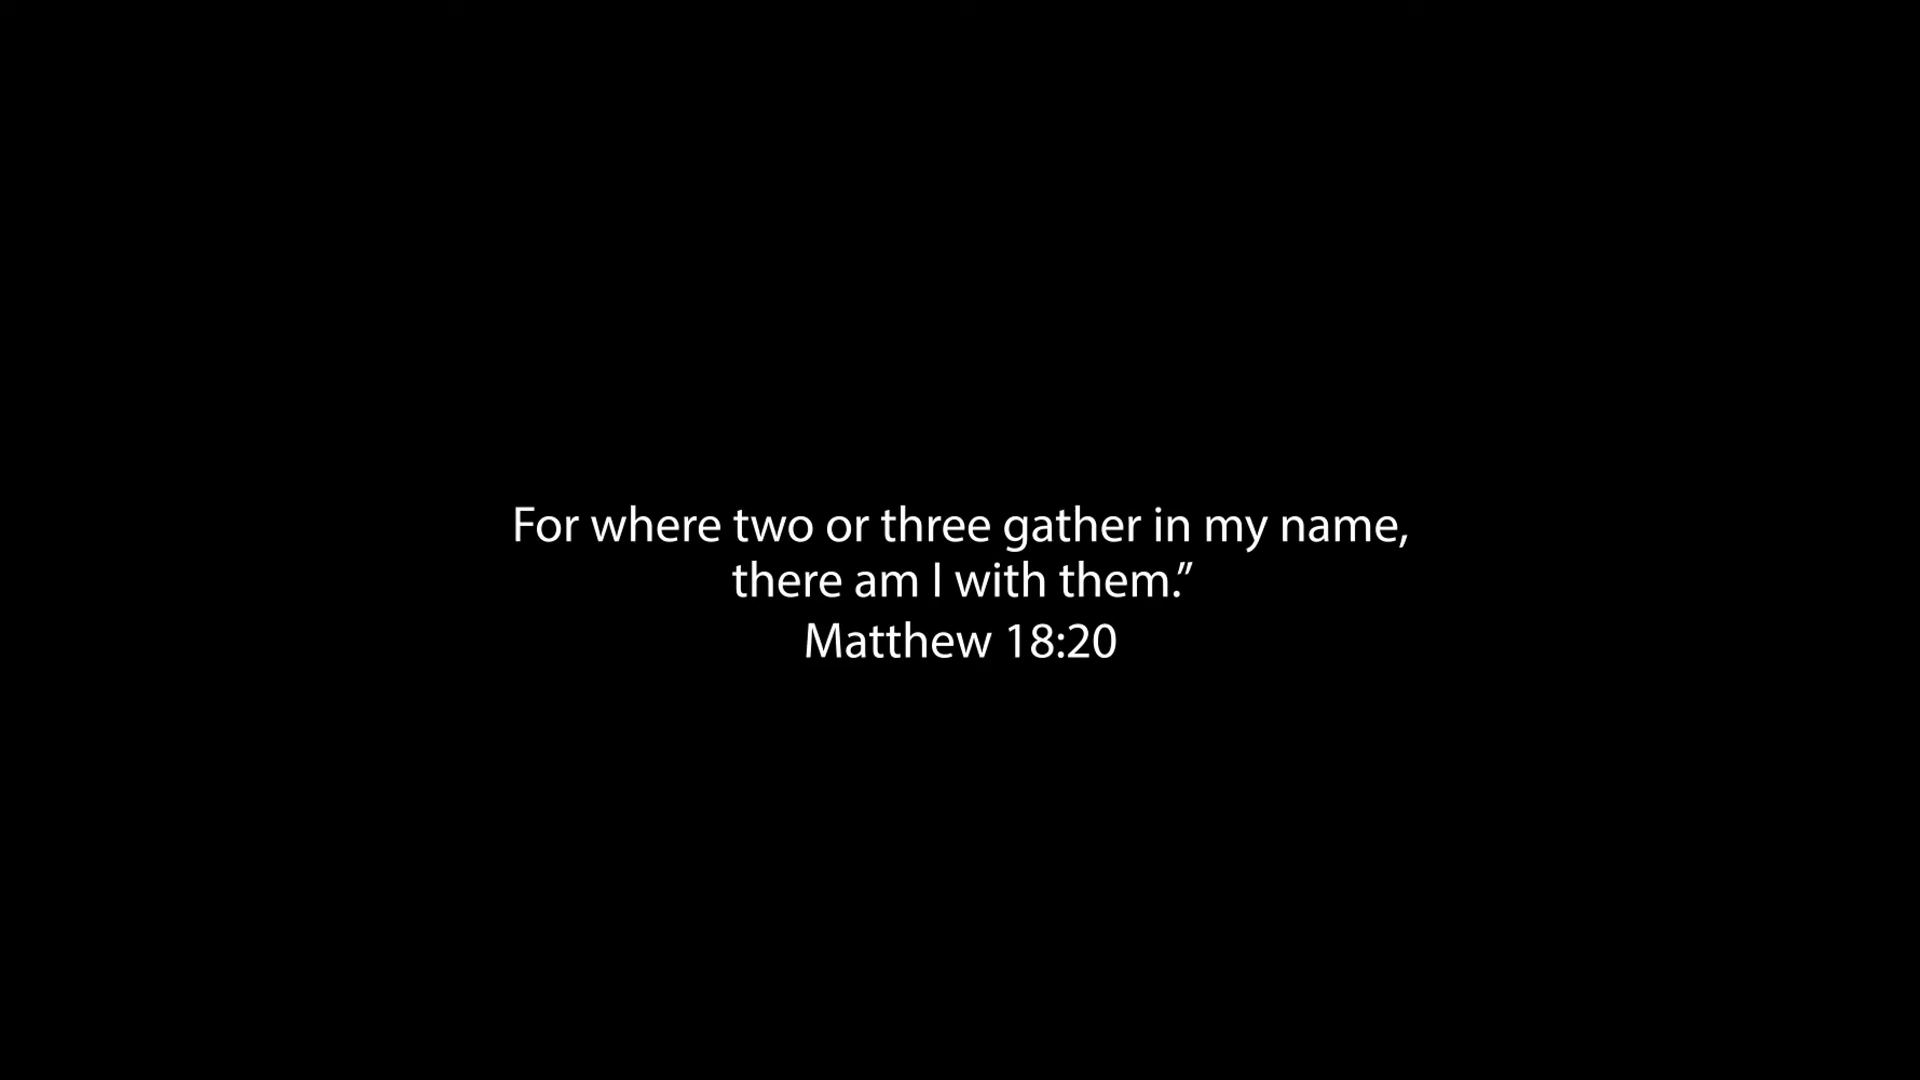 For where two or three gather in my name,
there am I with them.”
Matthew 18:20